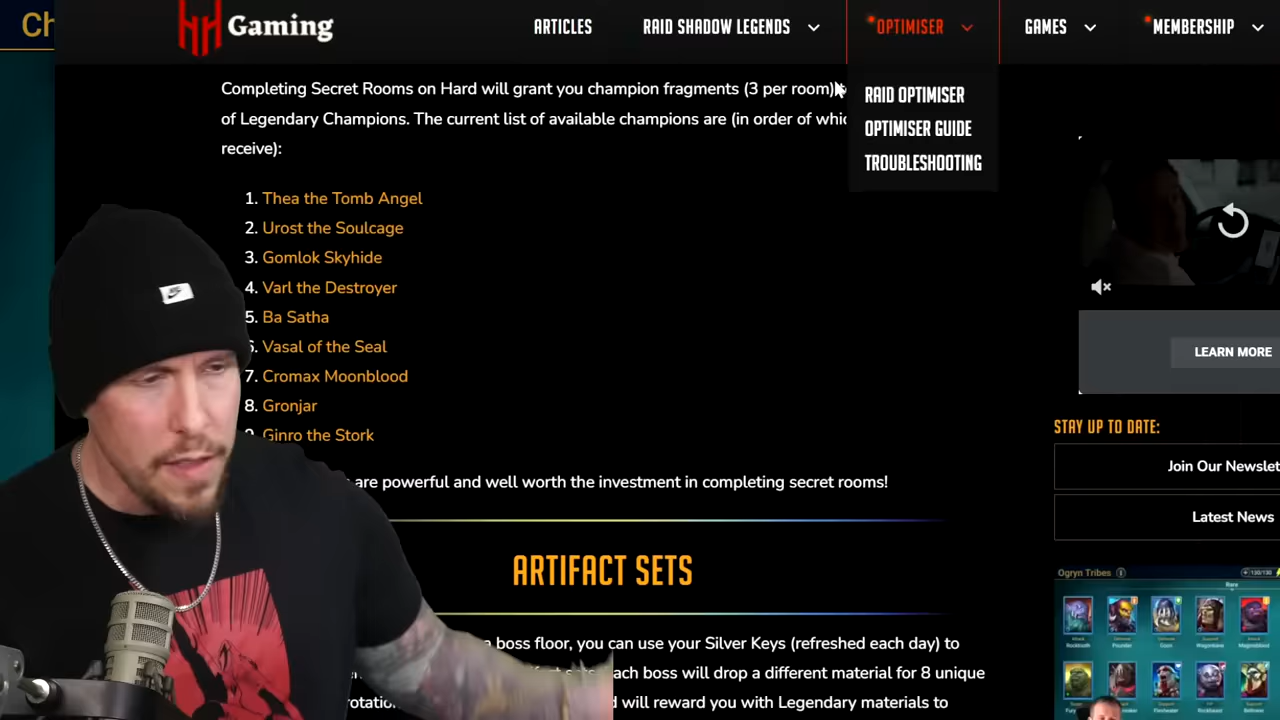 Ch
HH Gaming
ARTICLES
RAID SHADOW LEGENDS
OPTIMISER
GAMES
MEMBERSHIP
RAID OPTIMISER
OPTIMISER GUIDE
TROUBLESHOOTING
Completing Secret Rooms on Hard will grant you champion fragments (3 per room)
of Legendary Champions. The current list of available champions are (in order of
receive):
1. Thea the Tomb Angel
2. Urost the Soulcage
3. Gomlok Skyhide
4. Varl the Destroyer
5. Ba Satha
6. Vasal of the Seal
7. Cromax Moonblood
8. Gronjar
Ginro the Stork
are powerful and well worth the investment in completing secret rooms!
ARTIFACT SETS
boss floor, you can use your Silver Keys (refreshed each day) to
each boss will drop a different material for 8 unique
will reward you with Legendary materials to
LEARN MORE
STAY UP TO DATE:
Join Our
Latest News
Ogryn Tribes